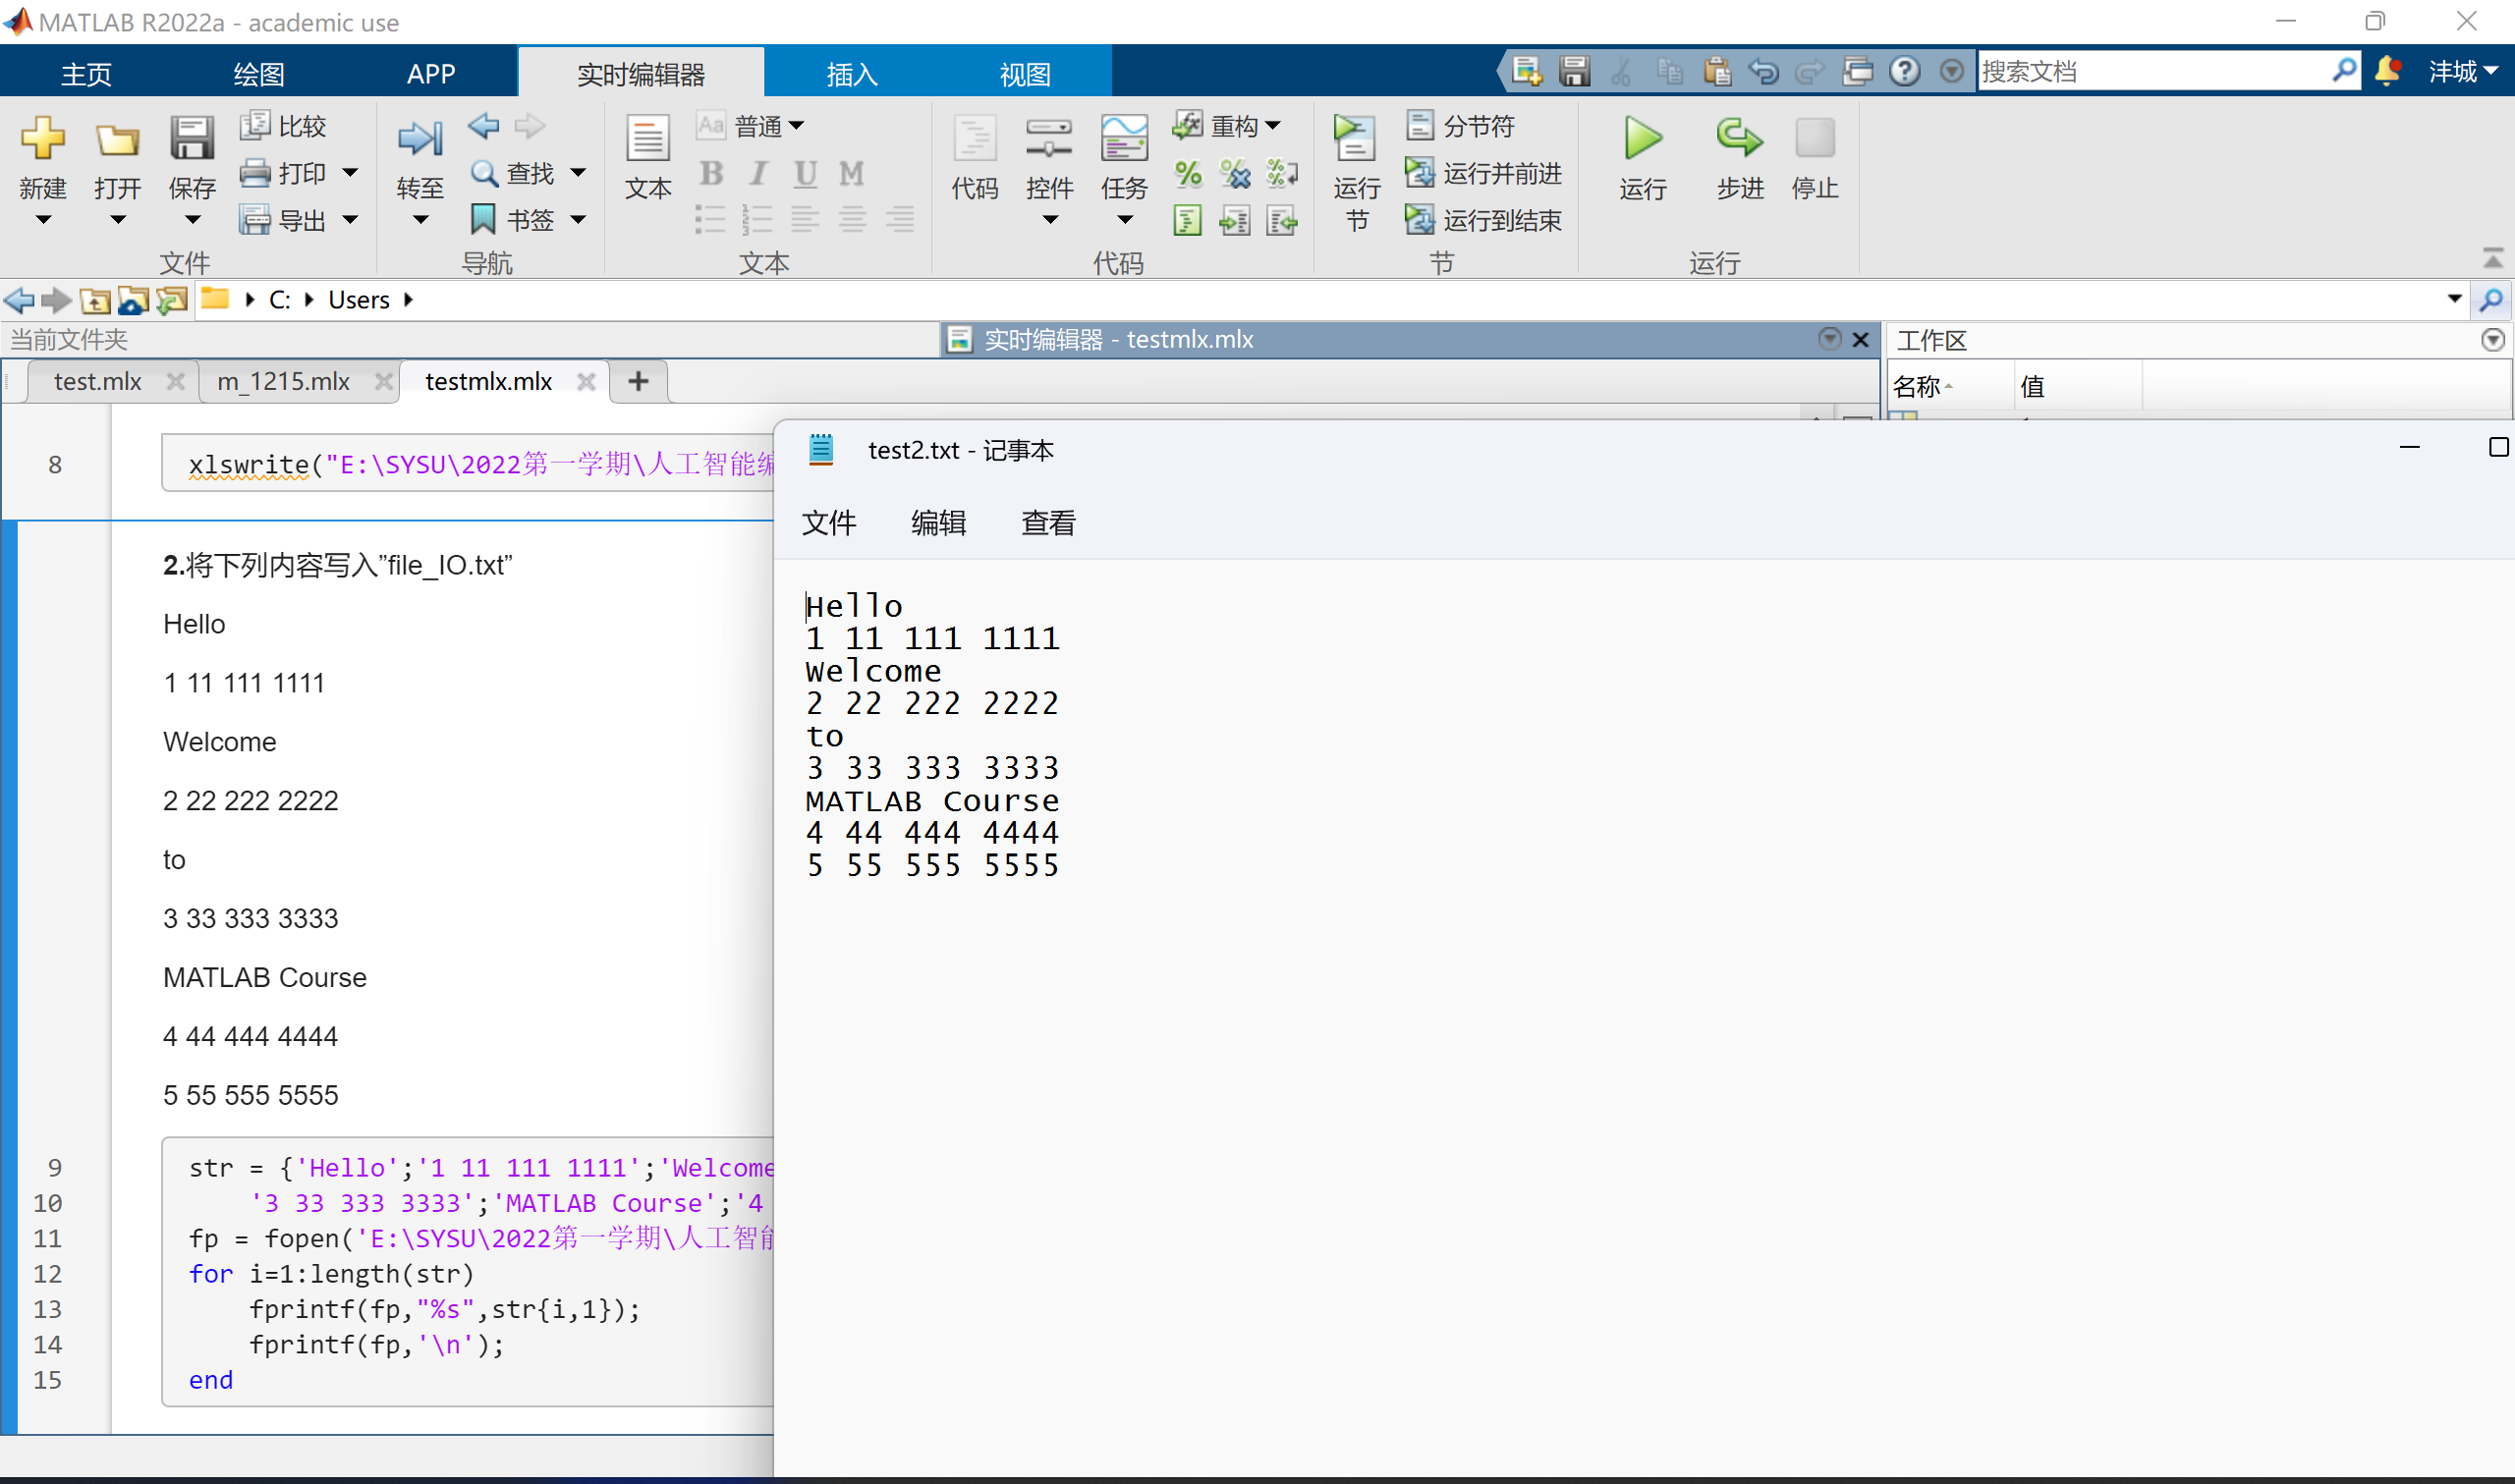 MATLAB R2022a - academic use
主页 绘图 APP 实时编辑器 插入 视图 搜索文档 沣城
新建 打开 保存 比较 打印 导出 文件
转至 查找 书签 导航
文本 Aa 普通 B I U M 文本
代码 控件 任务 重构 代码
运行节 分节符 运行并前进 运行到结束 节
运行 步进 停止 运行
C: Users
当前文件夹
实时编辑器 - testmlx.mlx
工作区
test.mlx m_1215.mlx testmlx.mlx +
名称 值
8 xlswrite("E:\SYSU\2022第一学期\人工智能编
2.将下列内容写入”file_IO.txt”
Hello
1 11 111 1111
Welcome
2 22 222 2222
to
3 33 333 3333
MATLAB Course
4 44 444 4444
5 55 555 5555
9 str = {'Hello';'1 11 111 1111';'Welcome
10 '3 33 333 3333';'MATLAB Course';'4
11 fp = fopen('E:\SYSU\2022第一学期\人工智能
12 for i=1:length(str)
13 fprintf(fp,"%s",str{i,1});
14 fprintf(fp,'\n');
15 end
test2.txt - 记事本
文件 编辑 查看
Hello
1 11 111 1111
Welcome
2 22 222 2222
to
3 33 333 3333
MATLAB Course
4 44 444 4444
5 55 555 5555